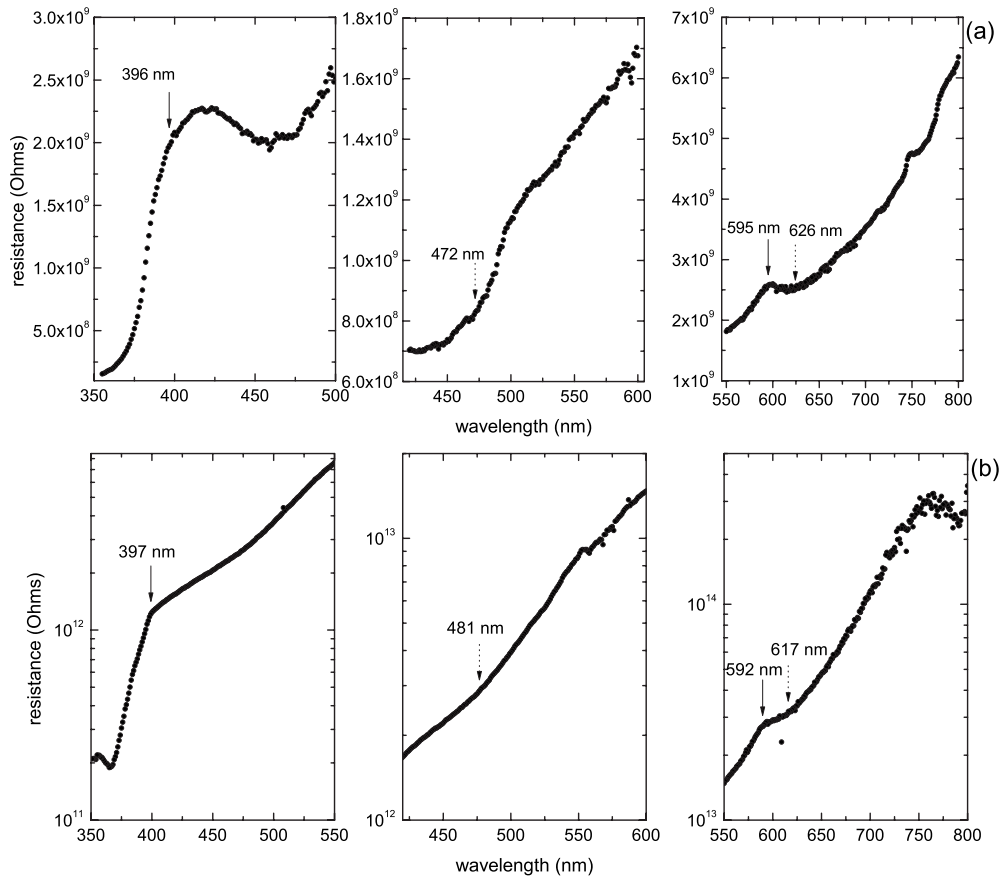 (a)
resistance (Ohms)
3.0x10⁹
2.5x10⁹
2.0x10⁹
1.5x10⁹
1.0x10⁹
5.0x10⁸
396 nm
350 400 450 500
1.8x10⁹
1.6x10⁹
1.4x10⁹
1.2x10⁹
1.0x10⁹
8.0x10⁸
6.0x10⁸
472 nm
450 500 550 600
7x10⁹
6x10⁹
5x10⁹
4x10⁹
3x10⁹
2x10⁹
1x10⁹
595 nm
626 nm
550 600 650 700 750 800
wavelength (nm)
(b)
resistance (Ohms)
10¹²
10¹¹
397 nm
350 400 450 500 550
10¹³
10¹²
481 nm
450 500 550 600
10¹⁴
10¹³
592 nm
617 nm
550 600 650 700 750 800
wavelength (nm)